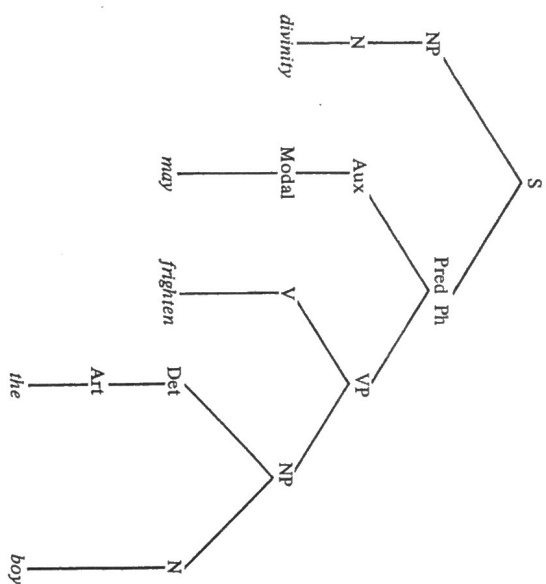 S
NP Pred Ph
N Aux VP
divinity Modal V NP
may frighten Det N
Art
the boy